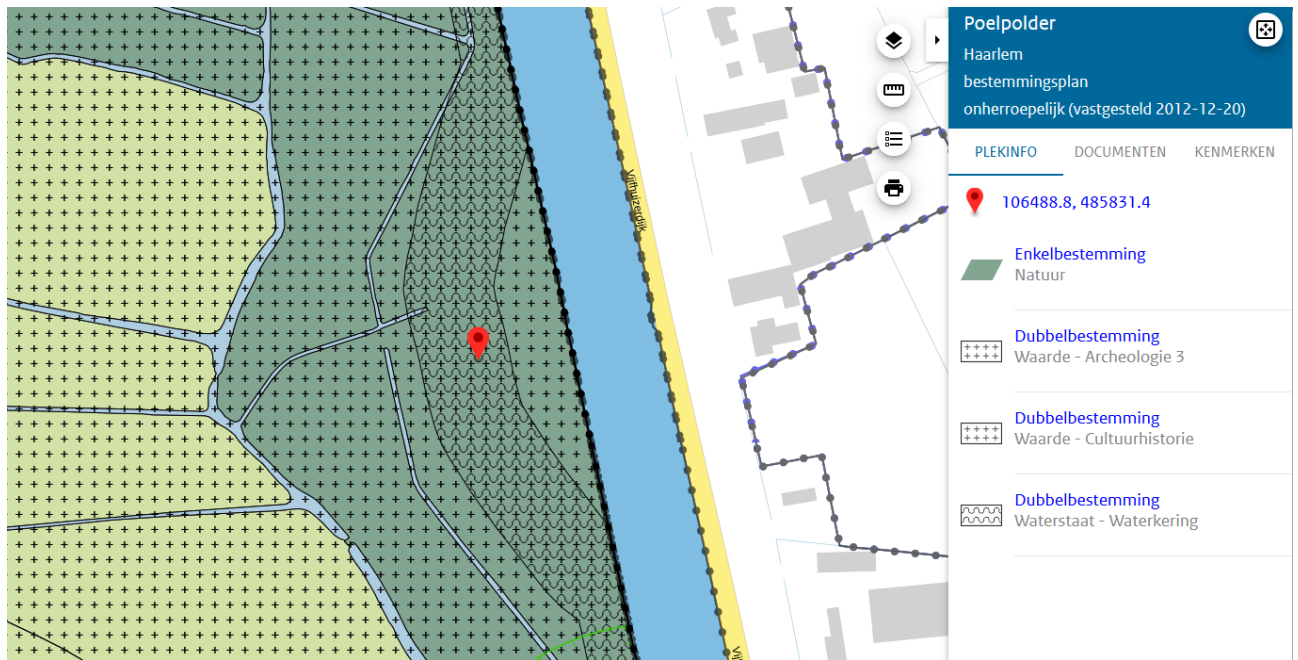 Poelpolder
Haarlem
bestemmingsplan
onherroepelijk (vastgesteld 2012-12-20)
PLEKINFO DOCUMENTEN KENMERKEN
106488.8, 485831.4
Enkelbestemming
Natuur
Dubbelbestemming
Waarde - Archeologie 3
Dubbelbestemming
Waarde - Cultuurhistorie
Dubbelbestemming
Waterstaat - Waterkering
Vijfhuizerdijk